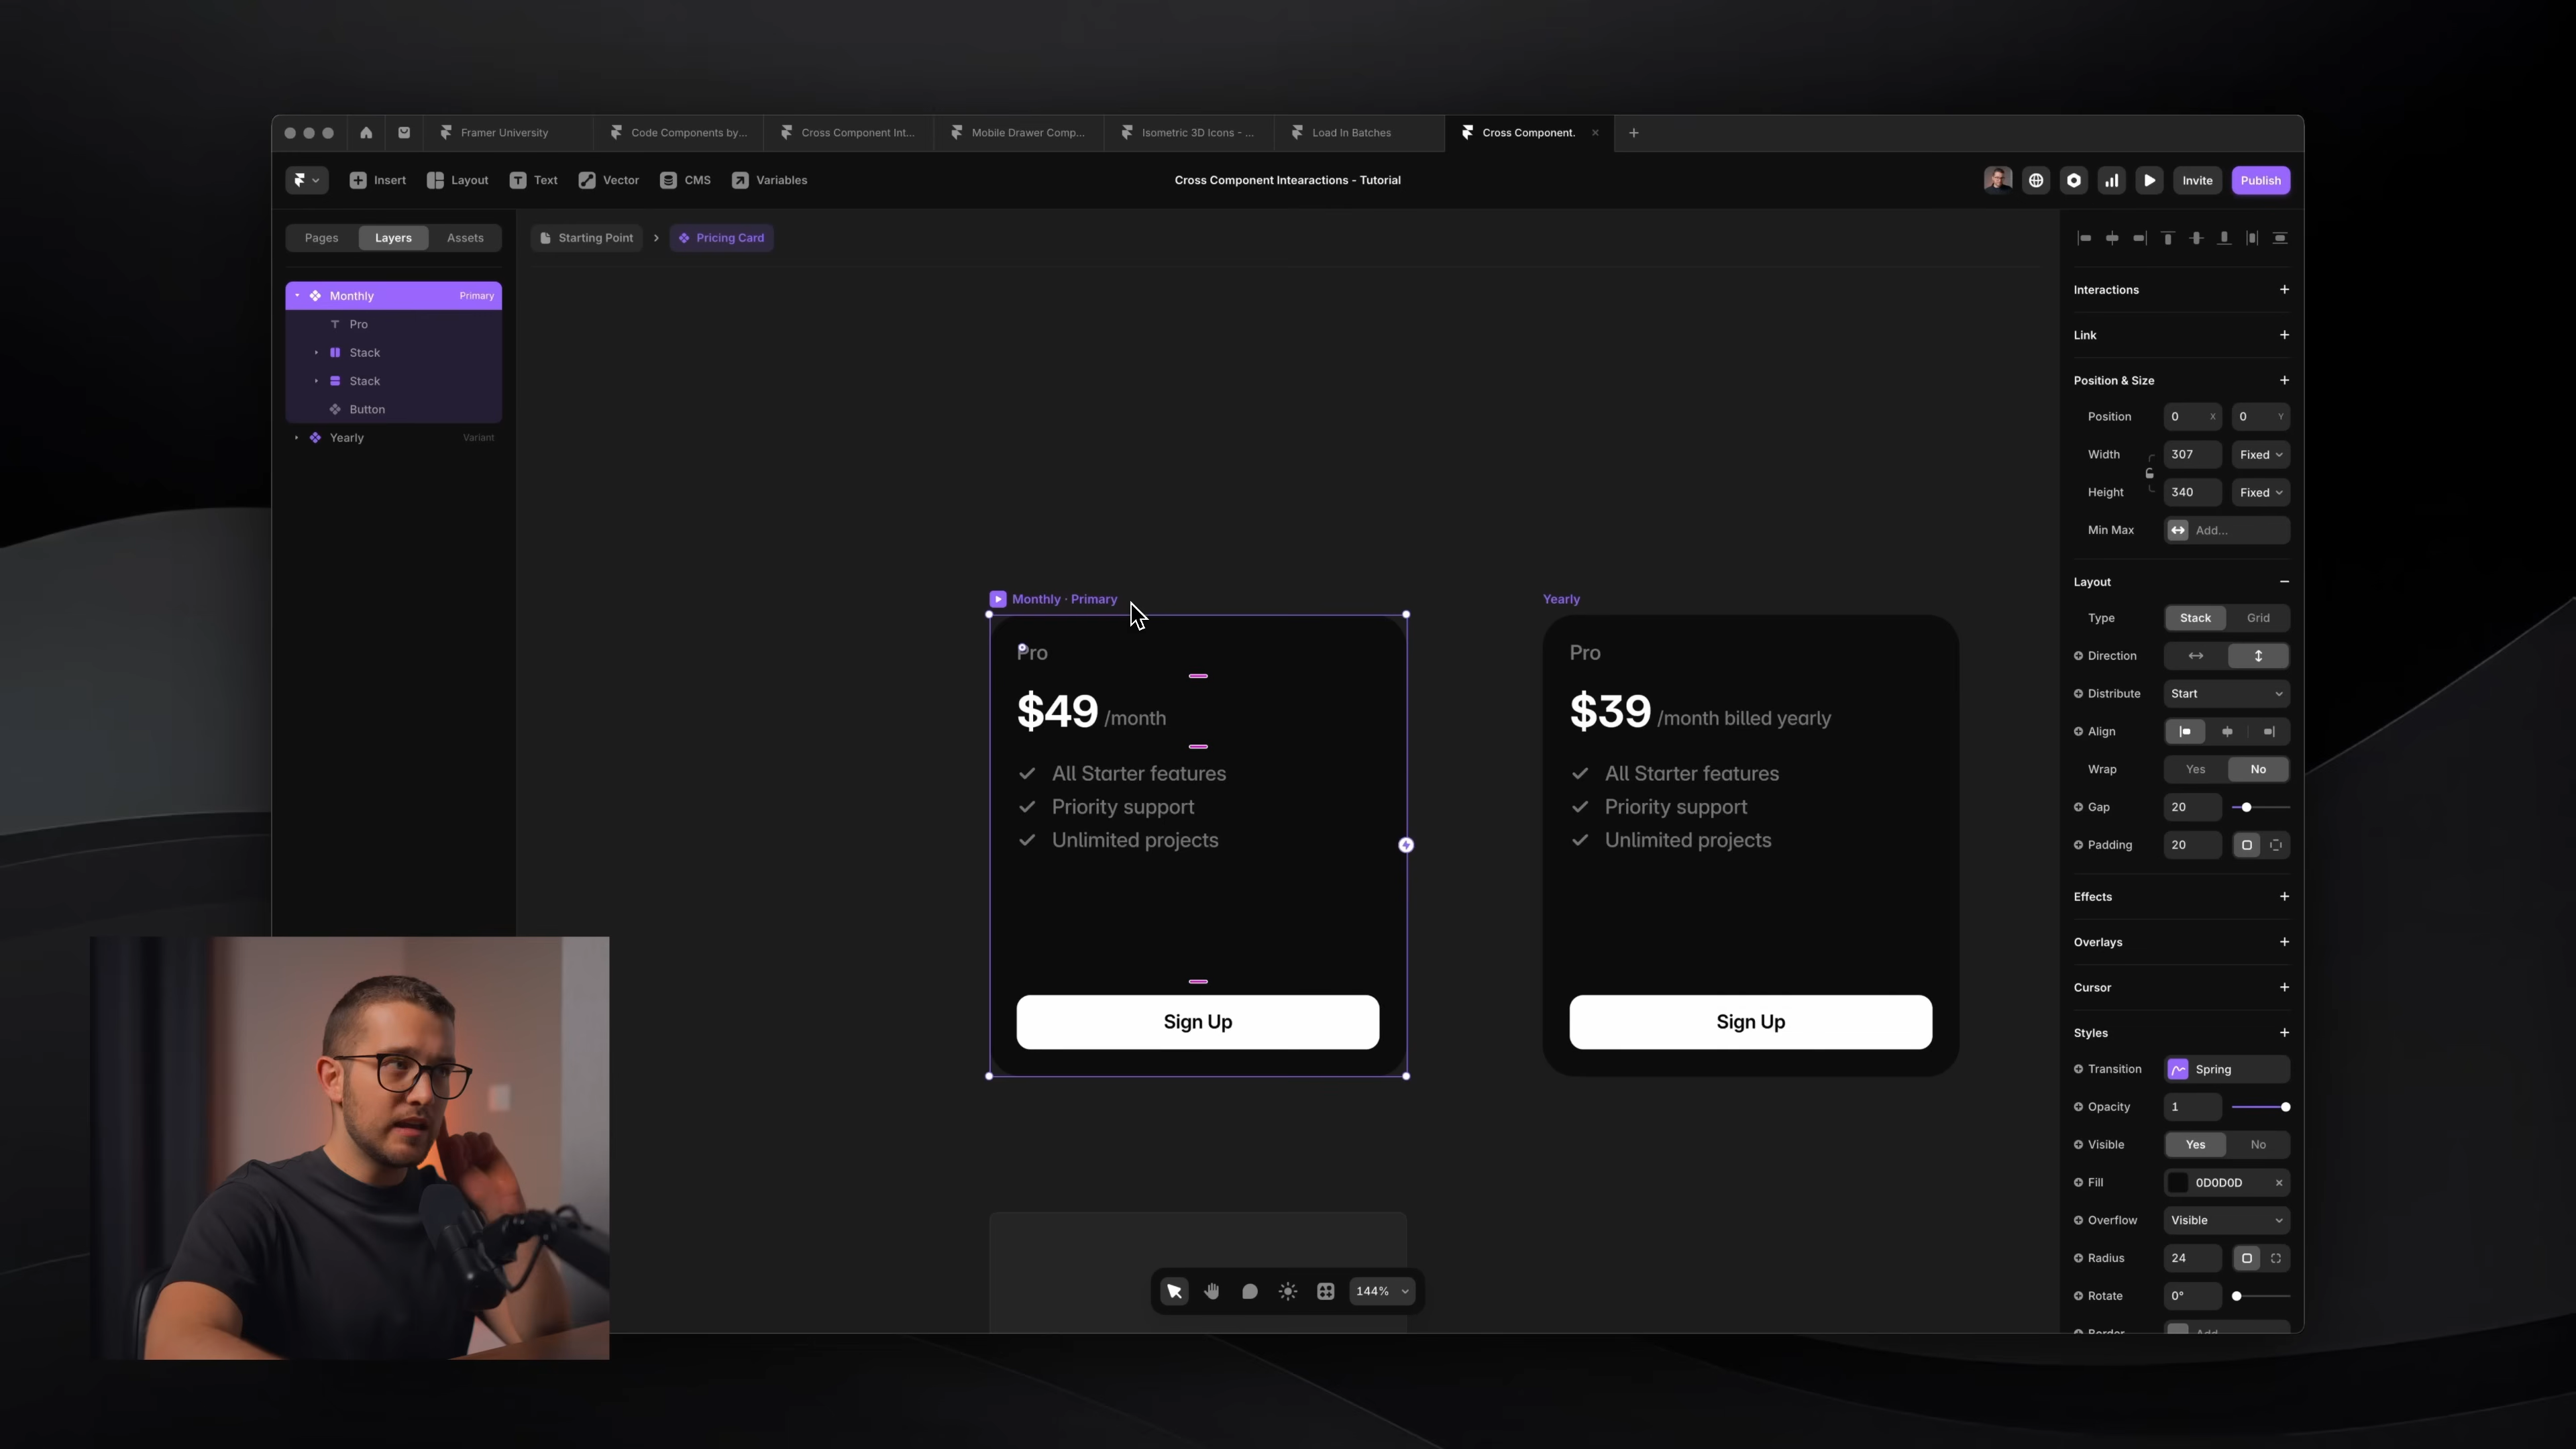 Framer University
Code Components by...
Cross Component Int...
Mobile Drawer Comp...
Isometric 3D Icons - ...
Load In Batches
Cross Component.
Insert
Layout
Text
Vector
CMS
Variables
Cross Component Intearactions - Tutorial
Invite
Publish
Pages
Layers
Assets
Starting Point
Pricing Card
Monthly
Primary
Pro
Stack
Stack
Button
Yearly
Variant
Monthly · Primary
Pro
$49 /month
All Starter features
Priority support
Unlimited projects
Sign Up
Yearly
Pro
$39 /month billed yearly
All Starter features
Priority support
Unlimited projects
Sign Up
144%
Interactions
Link
Position & Size
Position 0 X 0 Y
Width 307 Fixed
Height 340 Fixed
Min Max Add...
Layout
Type Stack Grid
Direction
Distribute Start
Align
Wrap Yes No
Gap 20
Padding 20
Effects
Overlays
Cursor
Styles
Transition Spring
Opacity 1
Visible Yes No
Fill 0D0D0D
Overflow Visible
Radius 24
Rotate 0°
Border Add